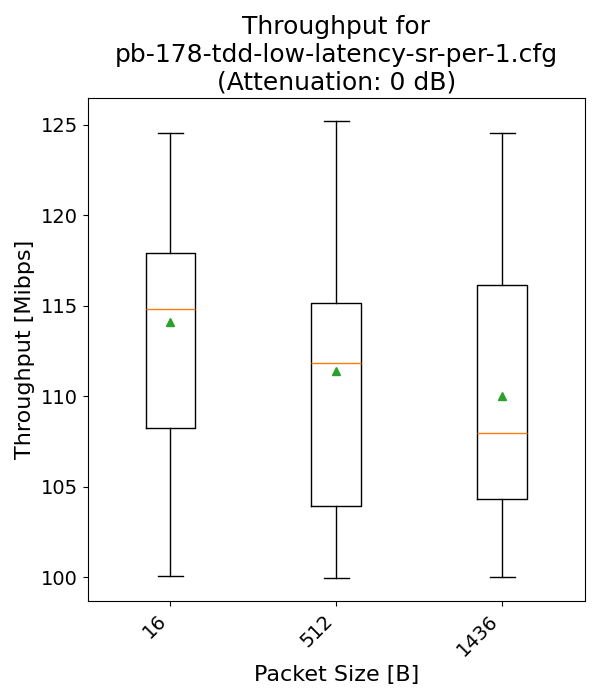 Throughput for
pb-178-tdd-low-latency-sr-per-1.cfg
(Attenuation: 0 dB)
Throughput [Mibps]
125
120
115
110
105
100
16
512
1436
Packet Size [B]